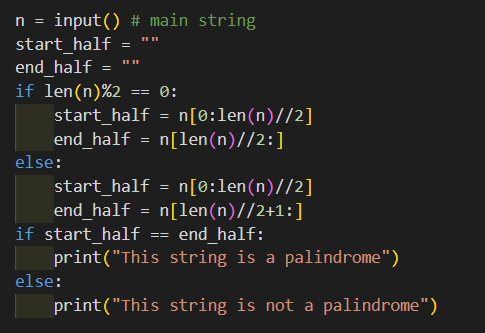 n = input() # main string
start_half = ""
end_half = ""
if len(n)%2 == 0:
    start_half = n[0:len(n)//2]
    end_half = n[len(n)//2:]
else:
    start_half = n[0:len(n)//2]
    end_half = n[len(n)//2+1:]
if start_half == end_half:
    print("This string is a palindrome")
else:
    print("This string is not a palindrome")